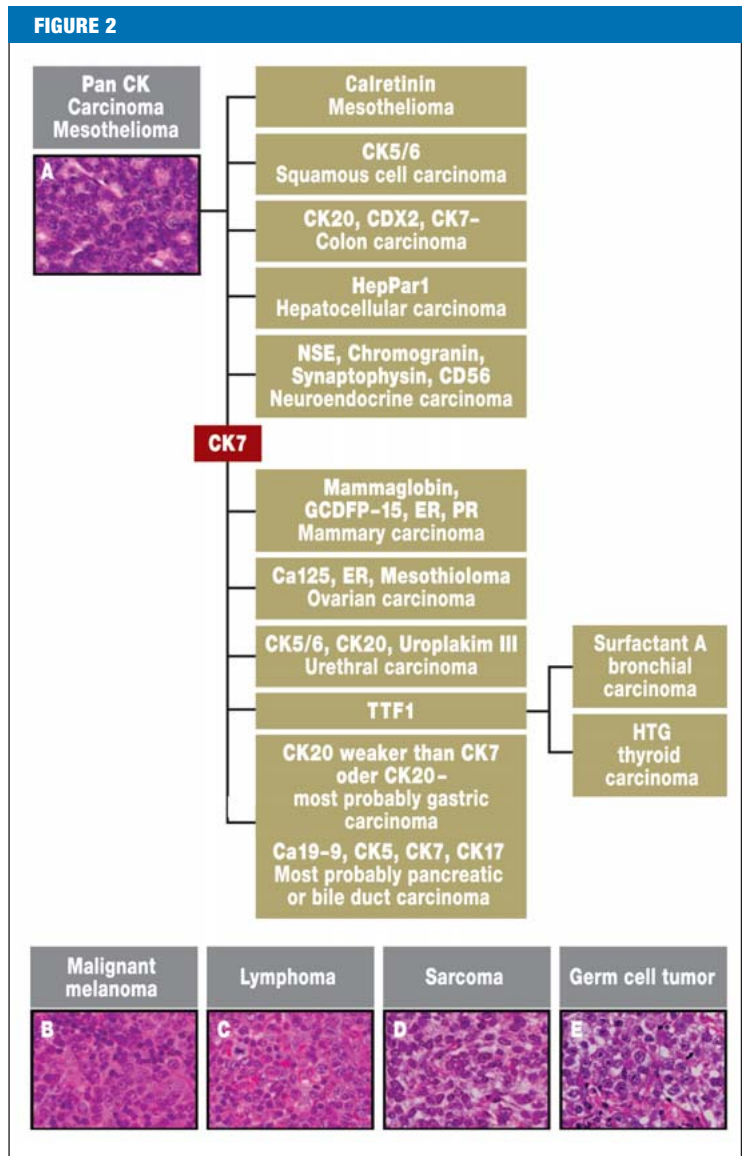 FIGURE 2
Pan CK
Carcinoma
Mesothelioma
A
Calretinin
Mesothelioma
CK5/6
Squamous cell carcinoma
CK20, CDX2, CK7–
Colon carcinoma
HepPar1
Hepatocellular carcinoma
NSE, Chromogranin,
Synaptophysin, CD56
Neuroendocrine carcinoma
CK7
Mammaglobin,
GCDFP–15, ER, PR
Mammary carcinoma
Ca125, ER, Mesothioloma
Ovarian carcinoma
CK5/6, CK20, Uroplakim III
Urethral carcinoma
TTF1
Surfactant A
bronchial
carcinoma
HTG
thyroid
carcinoma
CK20 weaker than CK7
oder CK20–
most probably gastric
carcinoma
Ca19–9, CK5, CK7, CK17
Most probably pancreatic
or bile duct carcinoma
Malignant
melanoma
B
Lymphoma
C
Sarcoma
D
Germ cell tumor
E